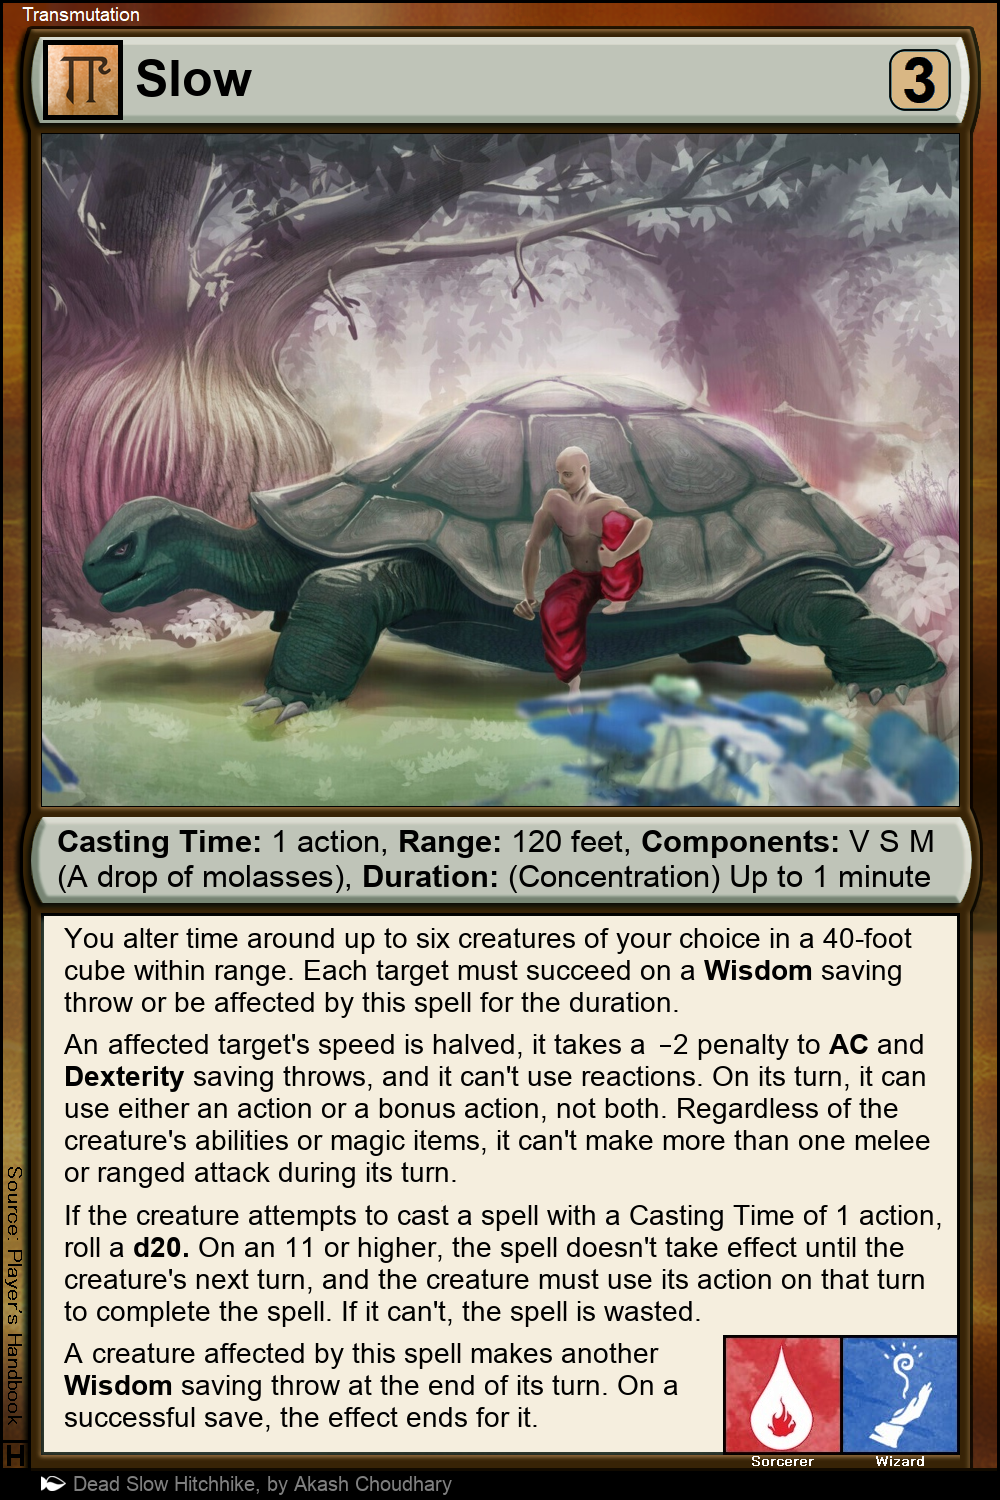 Transmutation
Slow
3
Casting Time: 1 action, Range: 120 feet, Components: V S M
(A drop of molasses), Duration: (Concentration) Up to 1 minute
You alter time around up to six creatures of your choice in a 40-foot
cube within range. Each target must succeed on a Wisdom saving
throw or be affected by this spell for the duration.
An affected target's speed is halved, it takes a −2 penalty to AC and
Dexterity saving throws, and it can't use reactions. On its turn, it can
use either an action or a bonus action, not both. Regardless of the
creature's abilities or magic items, it can't make more than one melee
or ranged attack during its turn.
If the creature attempts to cast a spell with a Casting Time of 1 action,
roll a d20. On an 11 or higher, the spell doesn't take effect until the
creature's next turn, and the creature must use its action on that turn
to complete the spell. If it can't, the spell is wasted.
A creature affected by this spell makes another
Wisdom saving throw at the end of its turn. On a
successful save, the effect ends for it.
Sorcerer
Wizard
Source: Player's Handbook
H
Dead Slow Hitchhike, by Akash Choudhary